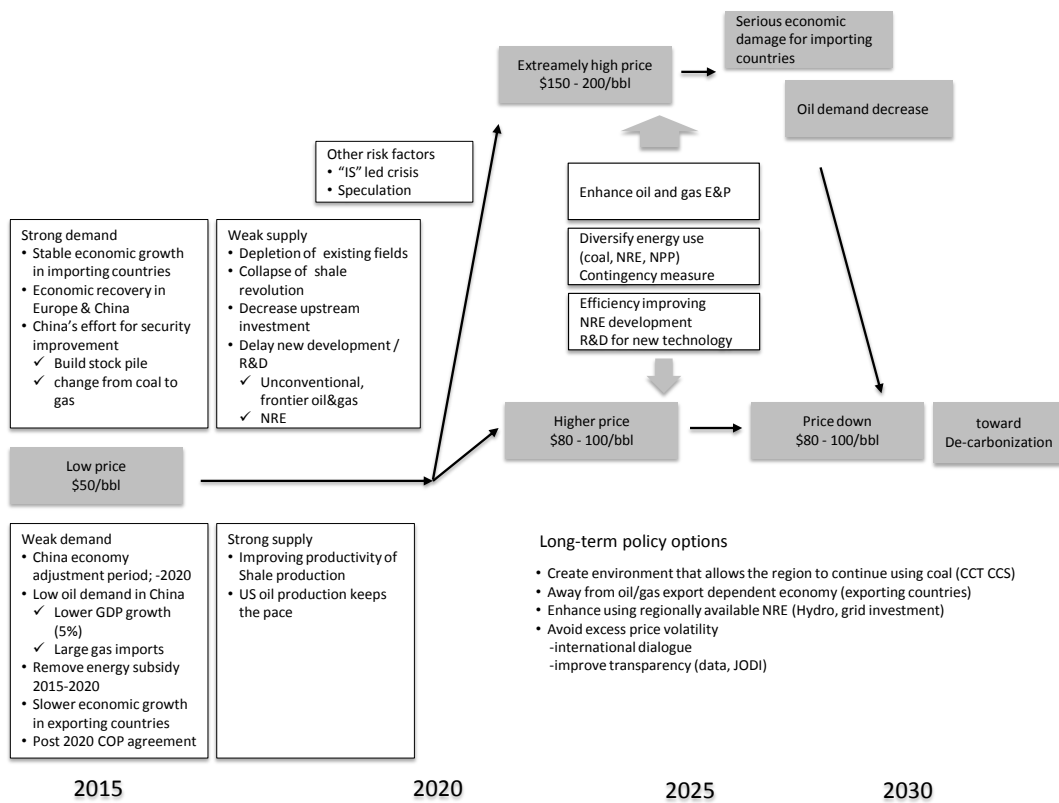 Serious economic
damage for importing
countries
Extreamely high price
$150 - 200/bbl
Oil demand decrease
Other risk factors
• “IS” led crisis
• Speculation
Enhance oil and gas E&P
Diversify energy use
(coal, NRE, NPP)
Contingency measure
Efficiency improving
NRE development
R&D for new technology
Strong demand
• Stable economic growth
in importing countries
• Economic recovery in
Europe & China
• China’s effort for security
improvement
✓ Build stock pile
✓ change from coal to
gas
Weak supply
• Depletion of existing fields
• Collapse of shale
revolution
• Decrease upstream
investment
• Delay new development /
R&D
✓ Unconventional,
frontier oil&gas
✓ NRE
Higher price
$80 - 100/bbl
Price down
$80 - 100/bbl
toward
De-carbonization
Low price
$50/bbl
Weak demand
• China economy
adjustment period; -2020
• Low oil demand in China
✓ Lower GDP growth
(5%)
✓ Large gas imports
• Remove energy subsidy
2015-2020
• Slower economic growth
in exporting countries
• Post 2020 COP agreement
Strong supply
• Improving productivity of
Shale production
• US oil production keeps
the pace
Long-term policy options
• Create environment that allows the region to continue using coal (CCT CCS)
• Away from oil/gas export dependent economy (exporting countries)
• Enhance using regionally available NRE (Hydro, grid investment)
• Avoid excess price volatility
-international dialogue
-improve transparency (data, JODI)
2015
2020
2025
2030